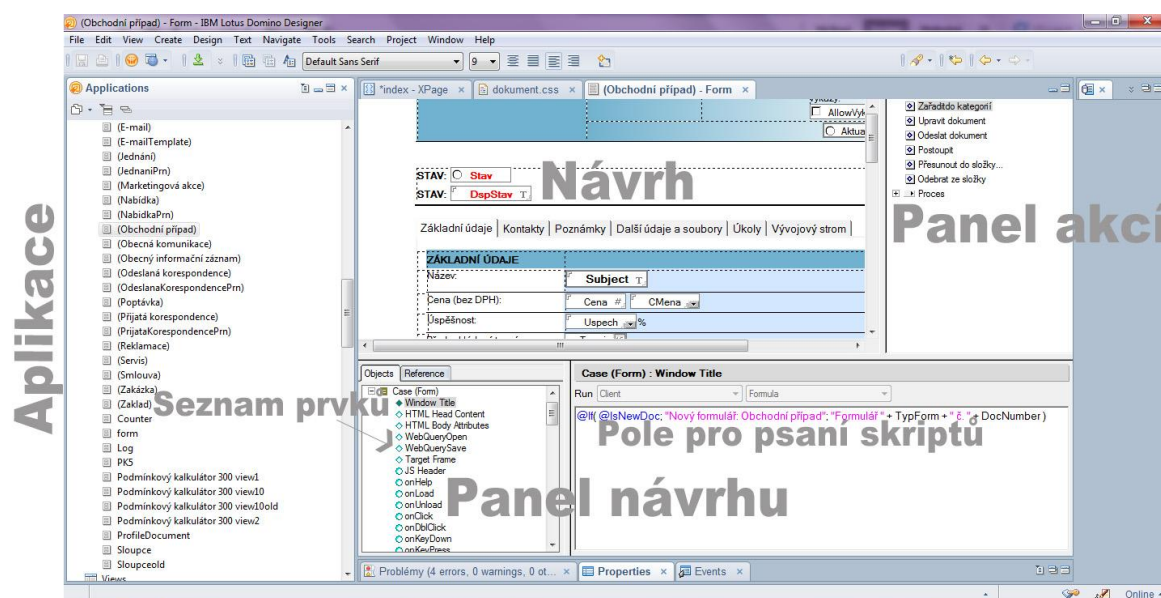 (Obchodní případ) - Form - IBM Lotus Domino Designer
File Edit View Create Design Text Navigate Tools Search Project Window Help
Default Sans Serif 9
Applications
*index - XPage
dokument.css
(Obchodní případ) - Form
(E-mail)
(E-mailTemplate)
(Jednání)
(JednaniPrn)
(Marketingová akce)
(Nabídka)
(NabidkaPrn)
(Obchodní případ)
(Obecná komunikace)
(Obecný informační záznam)
(Odeslaná korespondence)
(OdeslanaKorespondencePrn)
(Poptávka)
(Přijatá korespondence)
(PrijataKorespondencePrn)
(Reklamace)
(Servis)
(Smlouva)
(Zakázka)
(Zaklad)
Counter
form
Log
PK5
Podmínkový kalkulátor 300 view1
Podmínkový kalkulátor 300 view10
Podmínkový kalkulátor 300 view10old
Podmínkový kalkulátor 300 view2
ProfileDocument
Sloupce
Sloupceold
Views
Aplikace
výkazy:
AllowVyk
Aktua
STAV: Stav
STAV: DspStav T
Návrh
Základní údaje Kontakty Poznámky Další údaje a soubory Úkoly Vývojový strom
ZÁKLADNÍ ÚDAJE
Název: Subject T
Cena (bez DPH): Cena # CMena
Úspěšnost: Uspech %
Zařaditdo kategorií
Upravit dokument
Odeslat dokument
Postoupit
Přesunout do složky...
Odebrat ze složky
Proces
Panel akcí
Objects Reference
Case (Form)
Window Title
HTML Head Content
HTML Body Attributes
WebQueryOpen
WebQuerySave
Target Frame
JS Header
onHelp
onLoad
onUnload
onClick
onDblClick
onKeyDown
onKeyPress
Seznam prvků
Case (Form) : Window Title
Run Client Formula
@If( @IsNewDoc; "Nový formulář: Obchodní případ"; "Formulář " + TypForm + " č. " + DocNumber )
Pole pro psaní skriptů
Panel návrhu
Problémy (4 errors, 0 warnings, 0 ot...
Properties
Events
Online